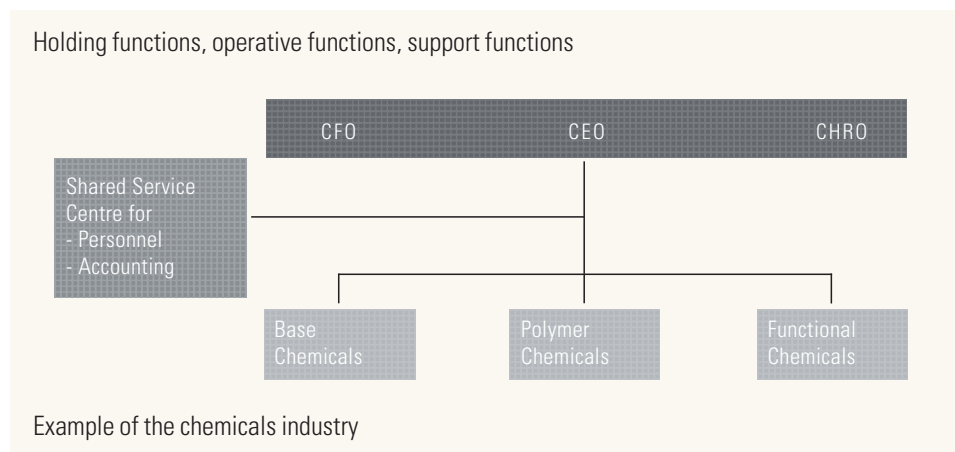 Holding functions, operative functions, support functions
CFO CEO CHRO
Shared Service
Centre for
- Personnel
- Accounting
Base
Chemicals
Polymer
Chemicals
Functional
Chemicals
Example of the chemicals industry